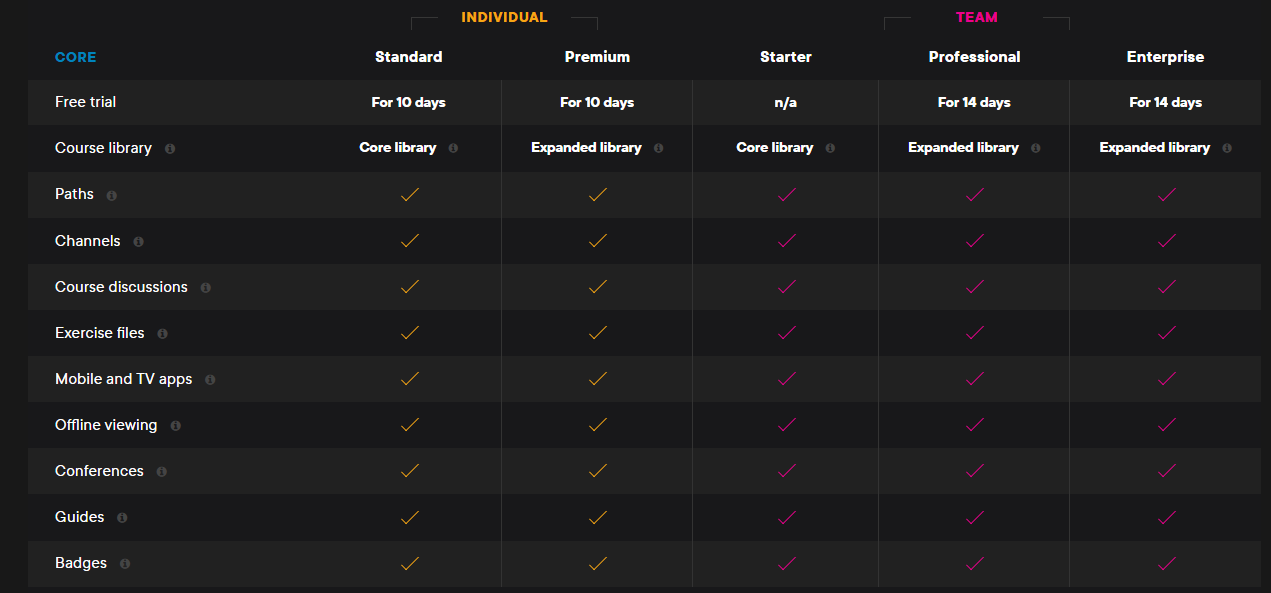 INDIVIDUAL TEAM
CORE Standard Premium Starter Professional Enterprise
Free trial For 10 days For 10 days n/a For 14 days For 14 days
Course library Core library Expanded library Core library Expanded library Expanded library
Paths
Channels
Course discussions
Exercise files
Mobile and TV apps
Offline viewing
Conferences
Guides
Badges